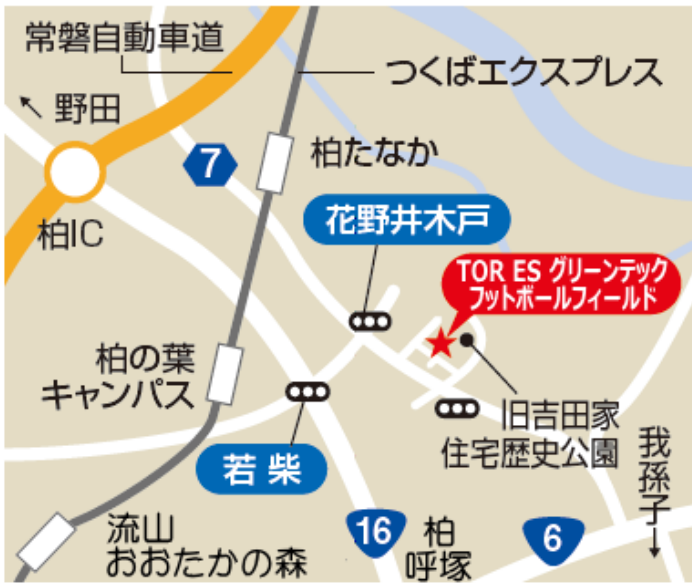 常磐自動車道
つくばエクスプレス
野田
7
柏たなか
花野井木戸
柏IC
TOR ES グリーンテック
フットボールフィールド
柏の葉
キャンパス
旧吉田家
住宅歴史公園
若柴
我孫子
流山
おおたかの森
16
柏
呼塚
6